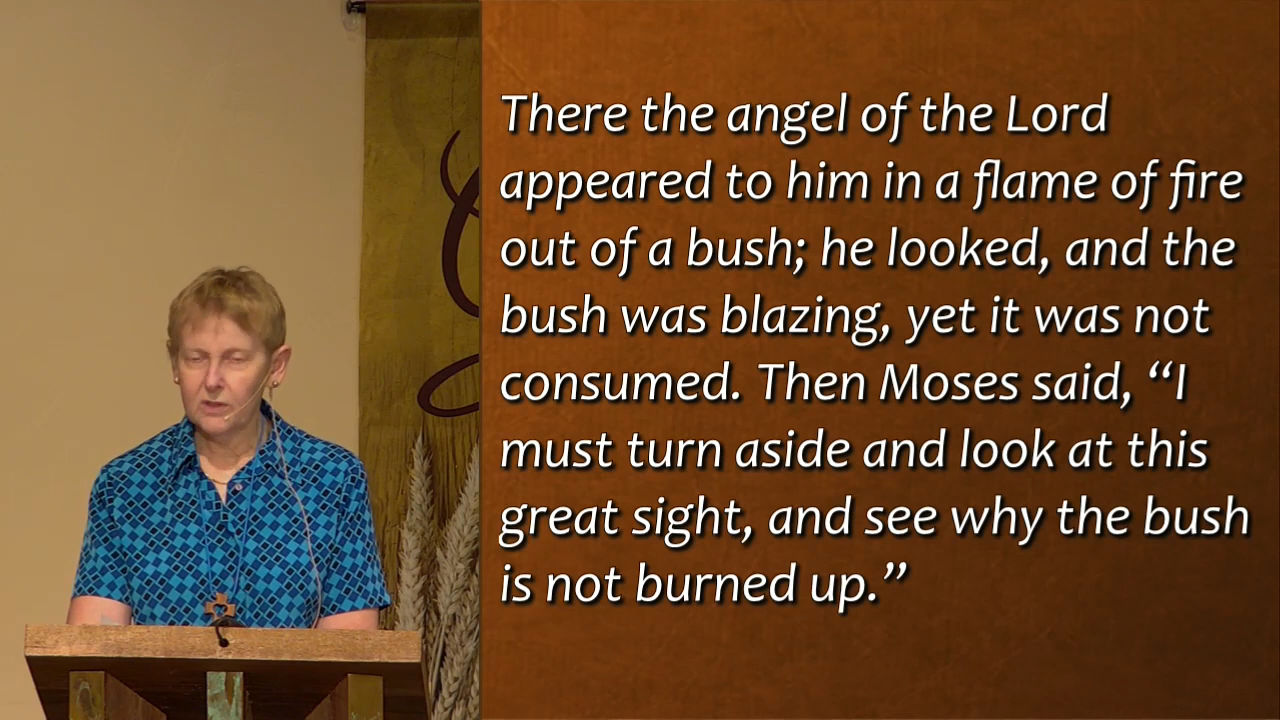 There the angel of the Lord
appeared to him in a flame of fire
out of a bush; he looked, and the
bush was blazing, yet it was not
consumed. Then Moses said, “I
must turn aside and look at this
great sight, and see why the bush
is not burned up.”